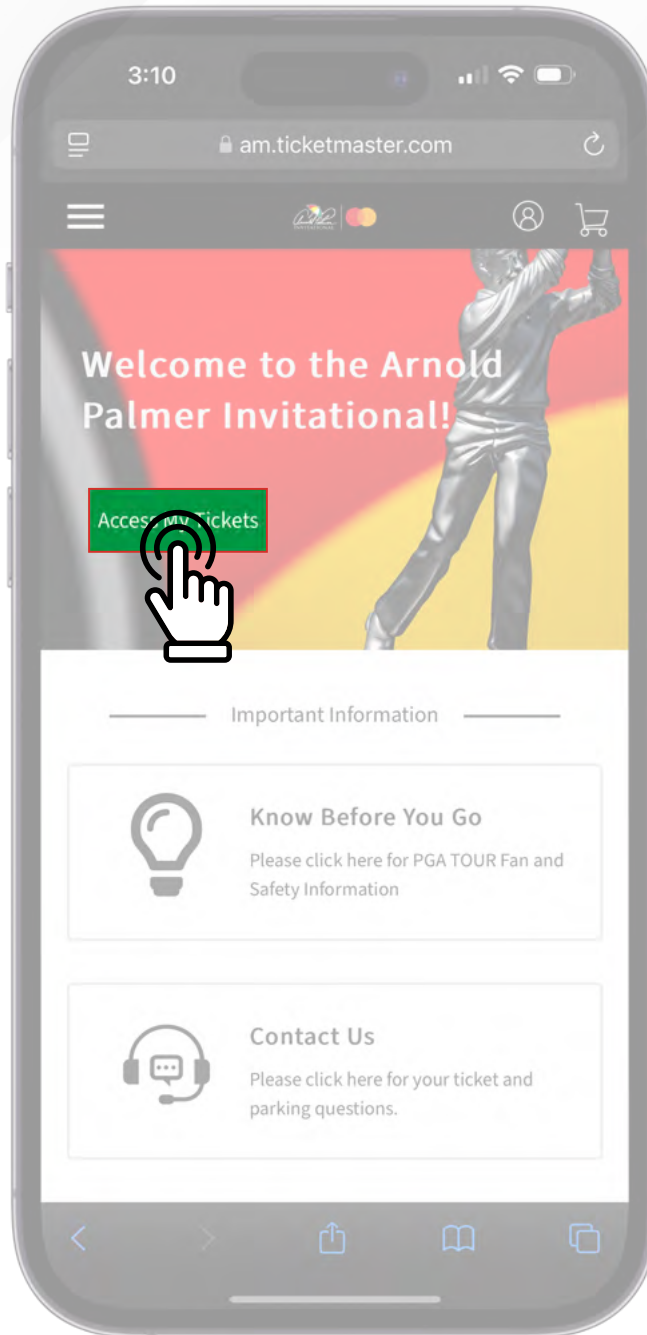 3:10
am.ticketmaster.com
Welcome to the Arnold
Palmer Invitational!
Access My Tickets
Important Information
Know Before You Go
Please click here for PGA TOUR Fan and
Safety Information
Contact Us
Please click here for your ticket and
parking questions.